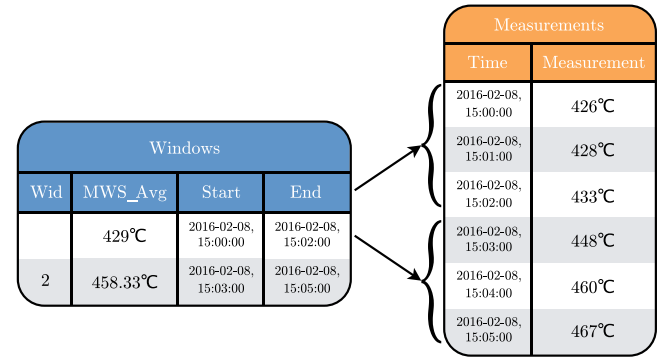 Measurements
Time Measurement
2016-02-08,
15:00:00 426℃
2016-02-08,
15:01:00 428℃
2016-02-08,
15:02:00 433℃
2016-02-08,
15:03:00 448℃
2016-02-08,
15:04:00 460℃
2016-02-08,
15:05:00 467℃
Windows
Wid MWS_Avg Start End
429℃ 2016-02-08, 2016-02-08,
15:00:00 15:02:00
2 458.33℃ 2016-02-08, 2016-02-08,
15:03:00 15:05:00